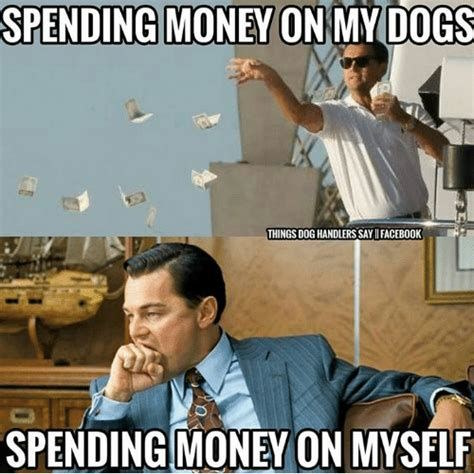 SPENDING MONEY ON MY DOGS
THINGS DOG HANDLERS SAY || FACEBOOK
SPENDING MONEY ON MYSELF